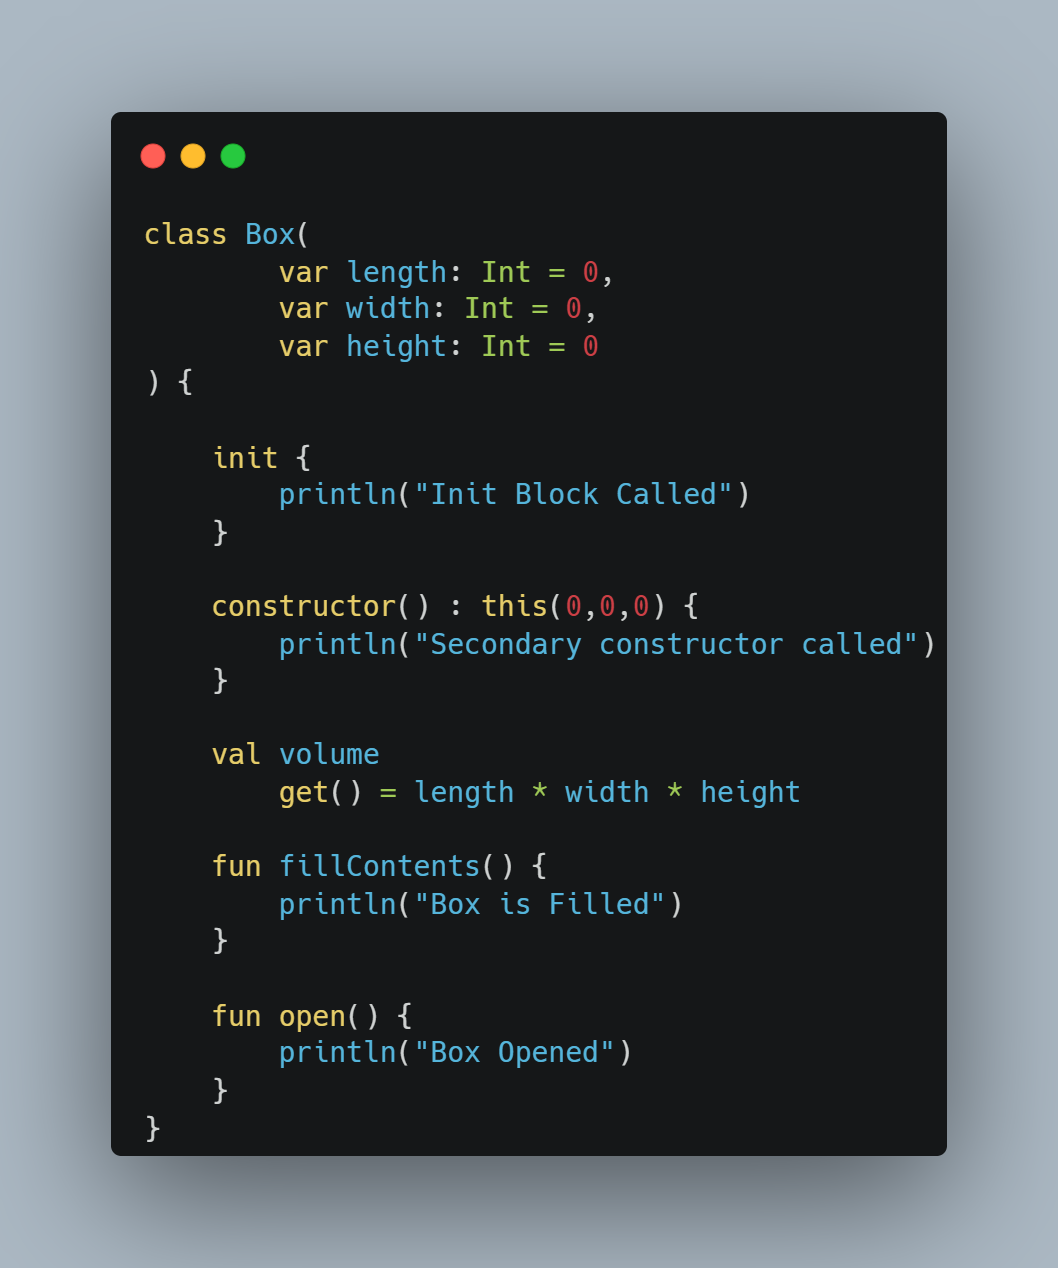 class Box(
        var length: Int = 0,
        var width: Int = 0,
        var height: Int = 0
) {

    init {
        println("Init Block Called")
    }

    constructor() : this(0,0,0) {
        println("Secondary constructor called")
    }

    val volume
        get() = length * width * height

    fun fillContents() {
        println("Box is Filled")
    }

    fun open() {
        println("Box Opened")
    }
}